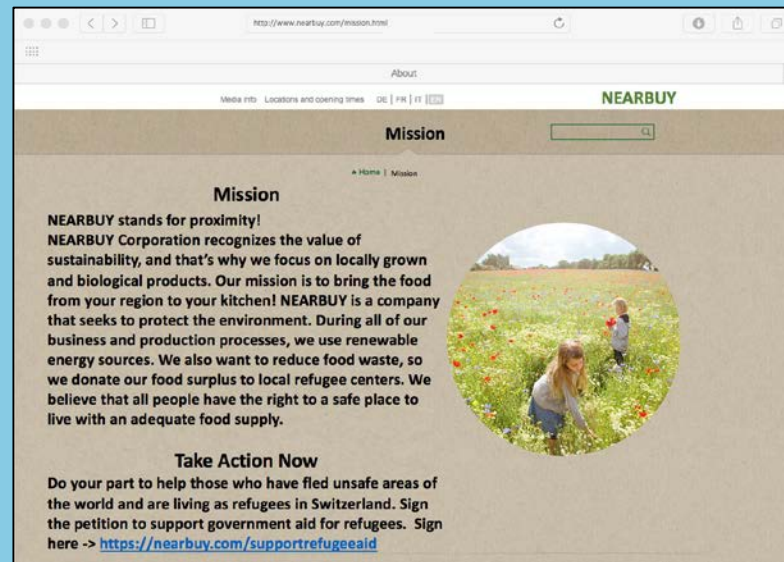 http://www.nearbuy.com/mission.html
About
Media info Locations and opening times DE | FR | IT | EN
NEARBUY
Mission
Home | Mission
Mission
NEARBUY stands for proximity!
NEARBUY Corporation recognizes the value of
sustainability, and that's why we focus on locally grown
and biological products. Our mission is to bring the food
from your region to your kitchen! NEARBUY is a company
that seeks to protect the environment. During all of our
business and production processes, we use renewable
energy sources. We also want to reduce food waste, so
we donate our food surplus to local refugee centers. We
believe that all people have the right to a safe place to
live with an adequate food supply.
Take Action Now
Do your part to help those who have fled unsafe areas of
the world and are living as refugees in Switzerland. Sign
the petition to support government aid for refugees. Sign
here -> https://nearbuy.com/supportrefugeeaid